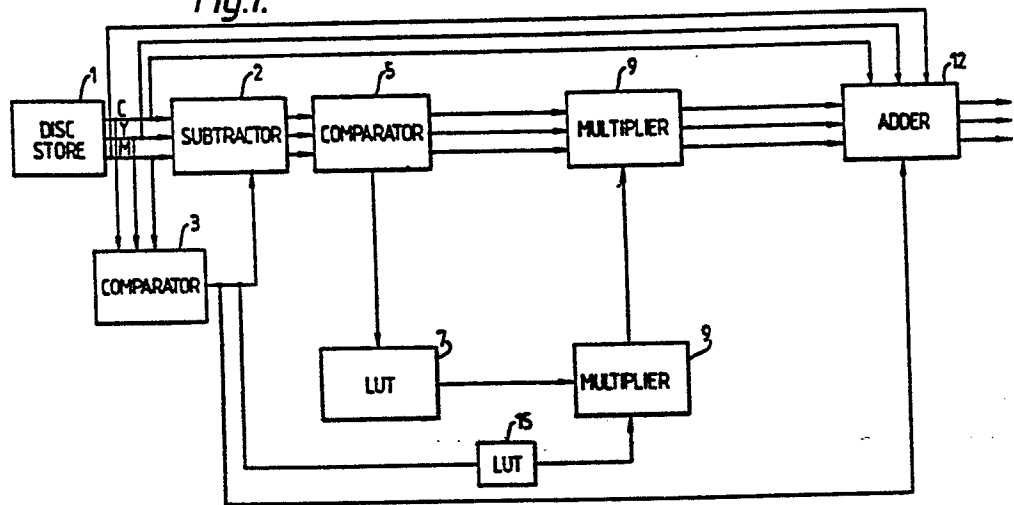 Fig.1.
1
2
5
9
12
DISC
STORE
C
Y
M
SUBTRACTOR
COMPARATOR
MULTIPLIER
ADDER
3
COMPARATOR
7
LUT
9
MULTIPLIER
15
LUT